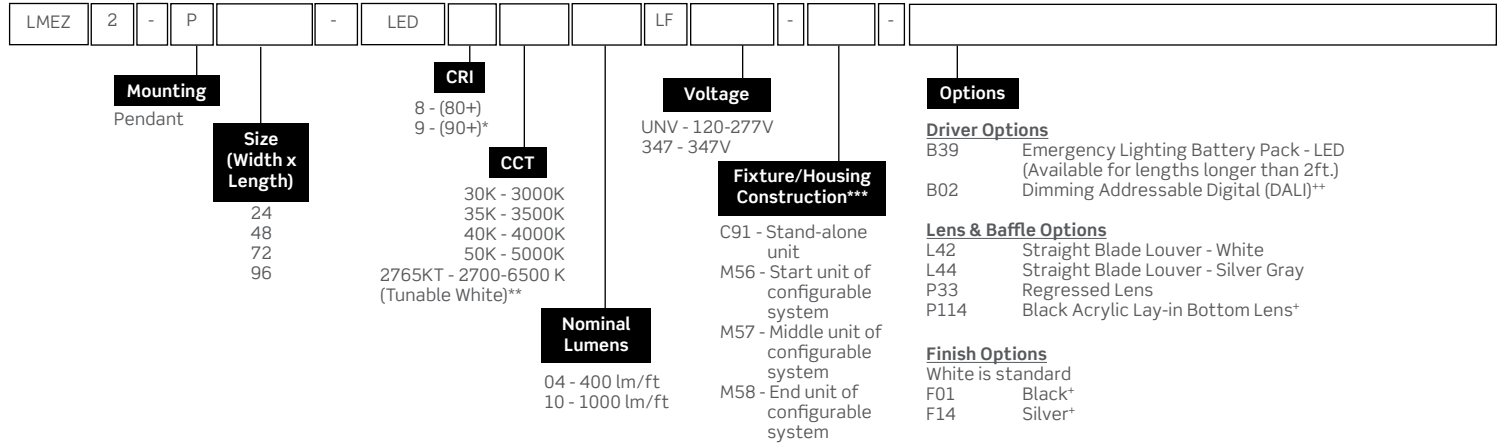 LMEZ 2 - P - LED LF - -
Mounting
Pendant
Size
(Width x
Length)
24
48
72
96
CRI
8 - (80+)
9 - (90+)*
CCT
30K - 3000K
35K - 3500K
40K - 4000K
50K - 5000K
2765KT - 2700-6500 K
(Tunable White)**
Nominal
Lumens
04 - 400 lm/ft
10 - 1000 lm/ft
Voltage
UNV - 120-277V
347 - 347V
Fixture/Housing
Construction***
C91 - Stand-alone
unit
M56 - Start unit of
configurable
system
M57 - Middle unit of
configurable
system
M58 - End unit of
configurable
system
Options
Driver Options
B39 Emergency Lighting Battery Pack - LED
(Available for lengths longer than 2ft.)
B02 Dimming Addressable Digital (DALI)++
Lens & Baffle Options
L42 Straight Blade Louver - White
L44 Straight Blade Louver - Silver Gray
P33 Regressed Lens
P114 Black Acrylic Lay-in Bottom Lens+
Finish Options
White is standard
F01 Black+
F14 Silver+